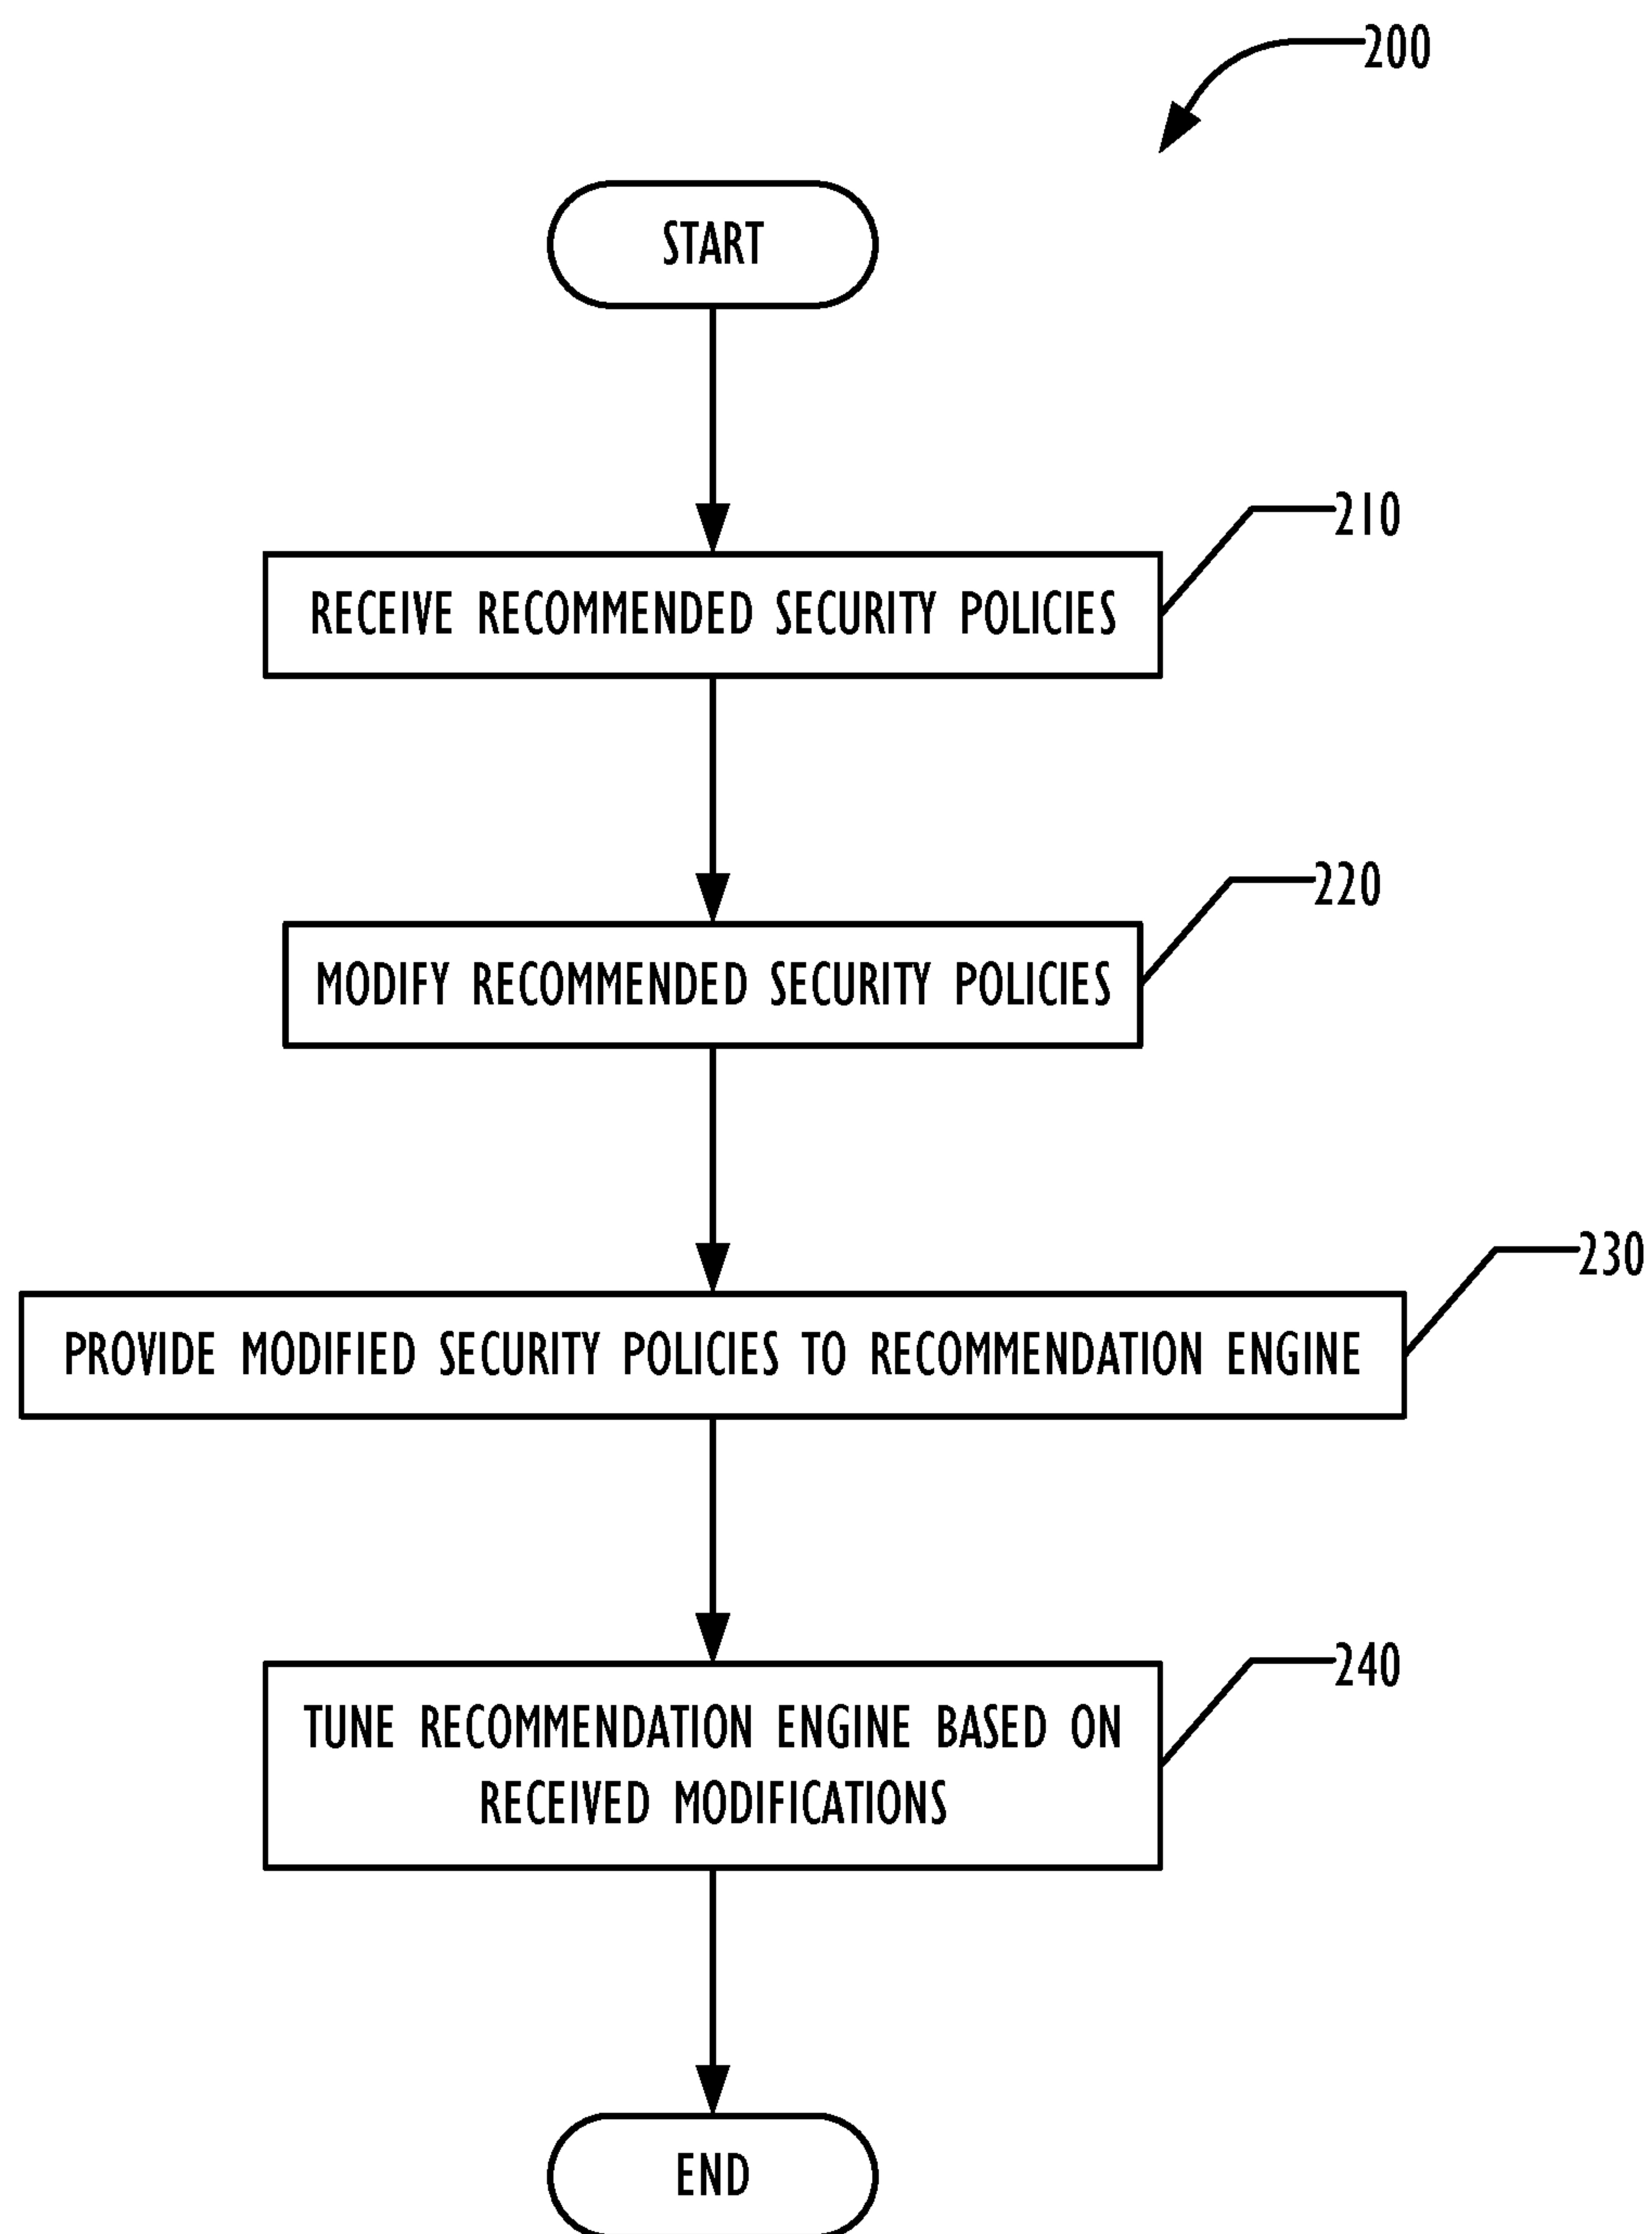 200
START
210
RECEIVE RECOMMENDED SECURITY POLICIES
220
MODIFY RECOMMENDED SECURITY POLICIES
230
PROVIDE MODIFIED SECURITY POLICIES TO RECOMMENDATION ENGINE
240
TUNE RECOMMENDATION ENGINE BASED ON
RECEIVED MODIFICATIONS
END